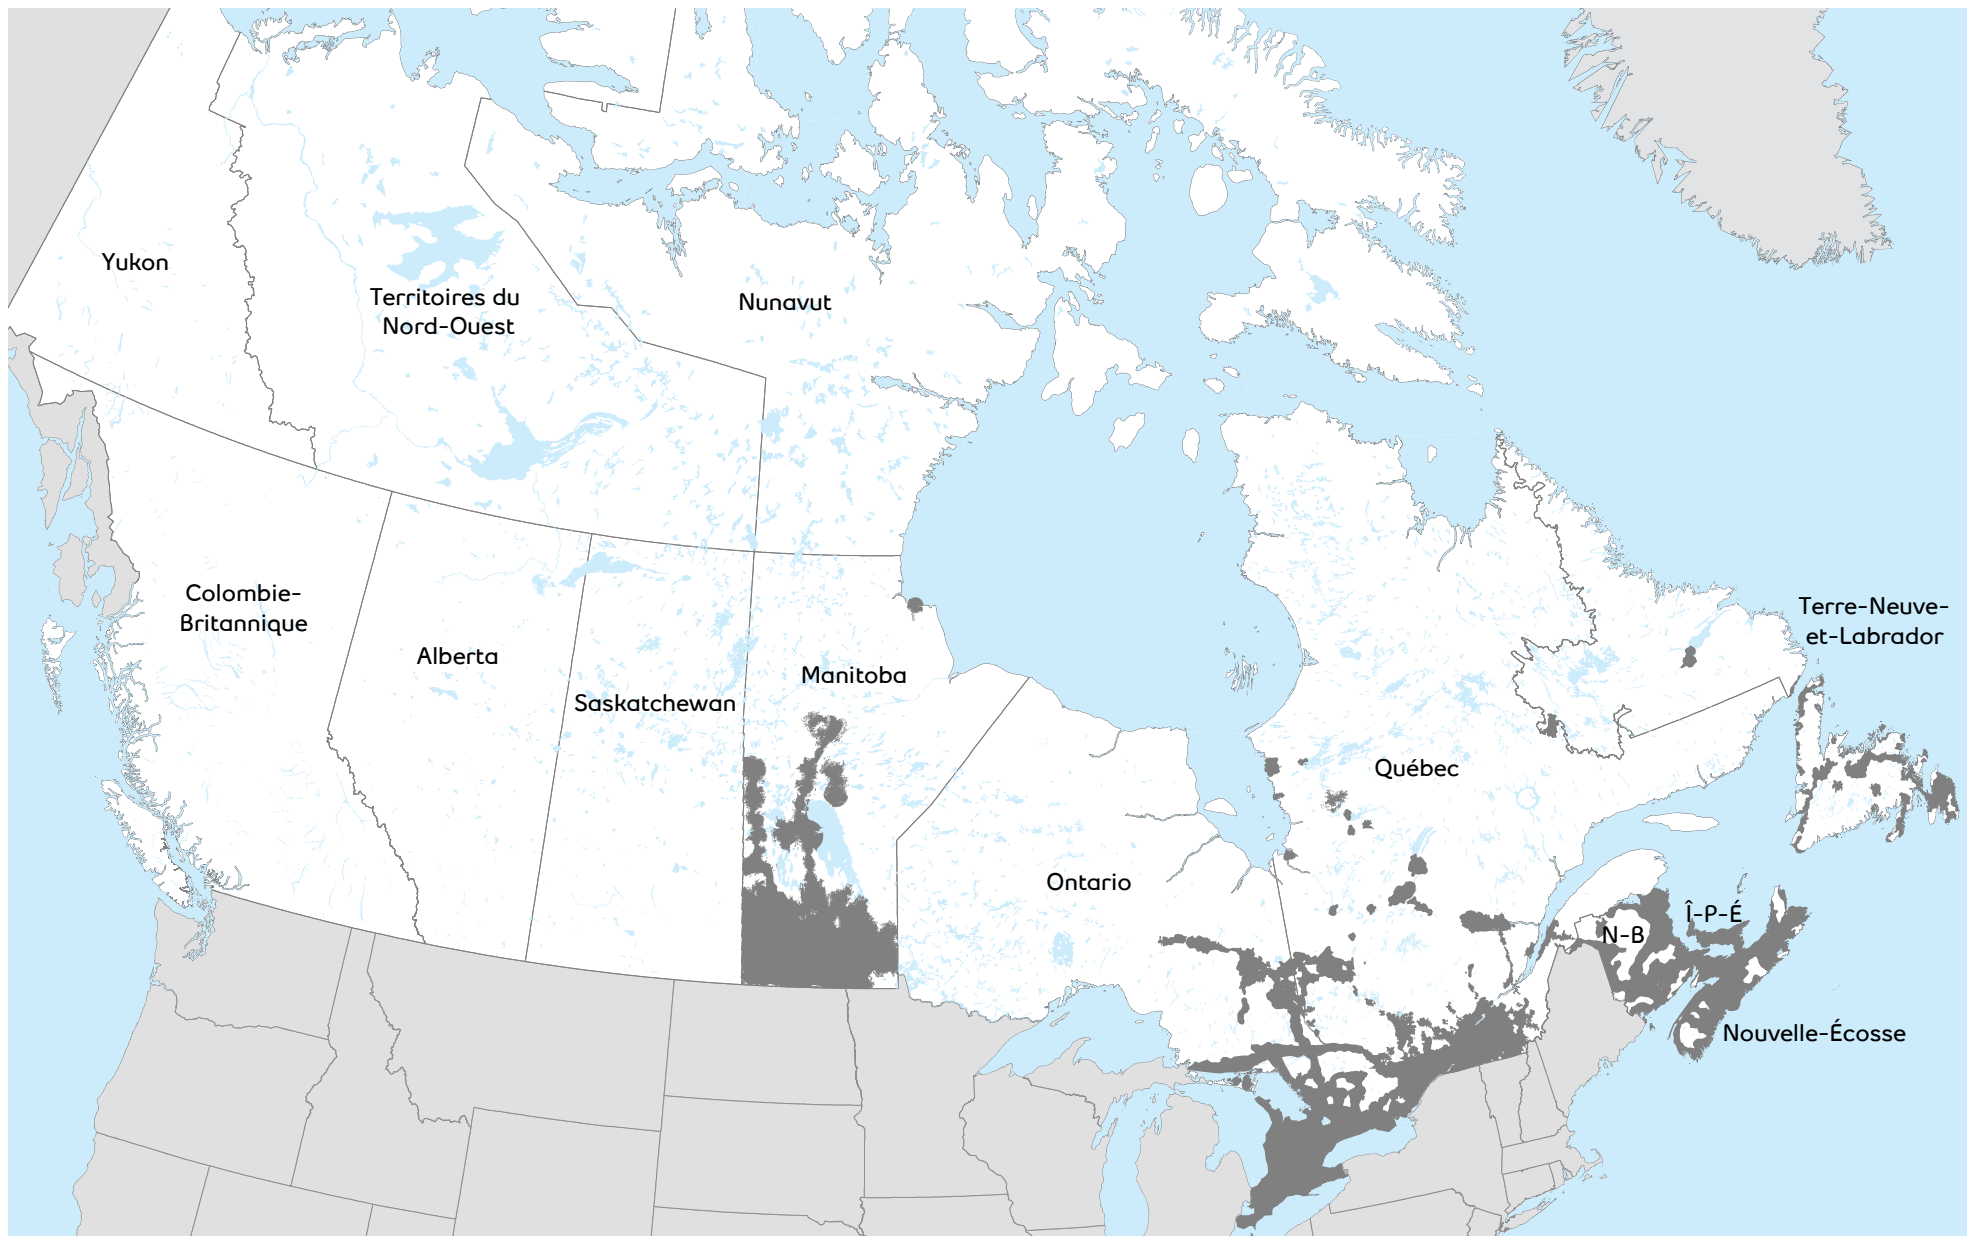 Yukon
Territoires du
Nord-Ouest
Nunavut
Colombie-
Britannique
Alberta
Saskatchewan
Manitoba
Ontario
Québec
Terre-Neuve-
et-Labrador
Î-P-É
N-B
Nouvelle-Écosse